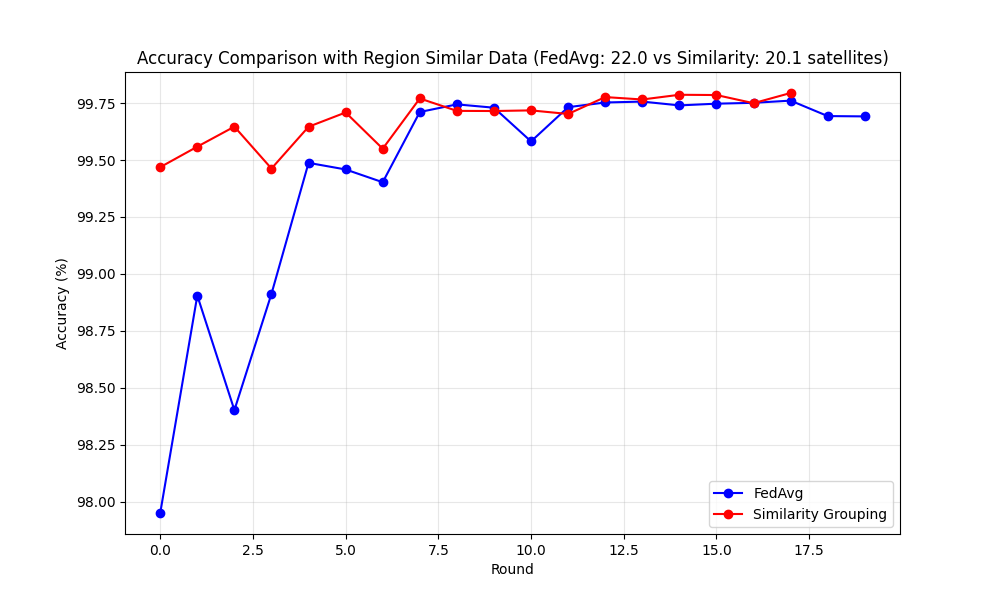 Accuracy Comparison with Region Similar Data (FedAvg: 22.0 vs Similarity: 20.1 satellites)
Accuracy (%)
99.75
99.50
99.25
99.00
98.75
98.50
98.25
98.00
FedAvg
Similarity Grouping
0.0 2.5 5.0 7.5 10.0 12.5 15.0 17.5
Round